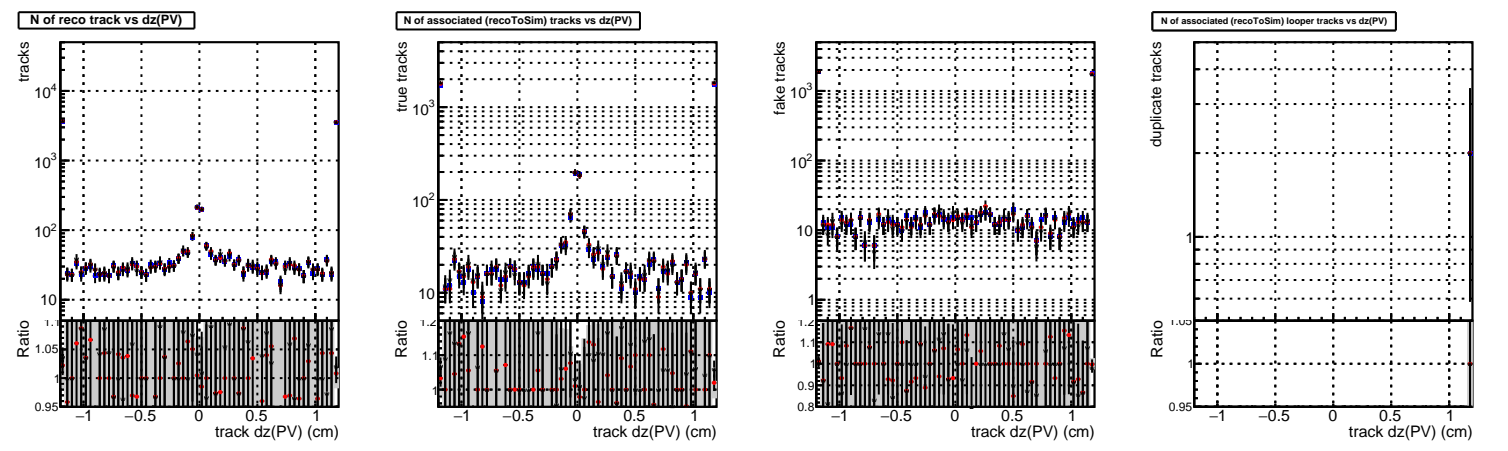 N of reco track vs dz(PV)
tracks
10^4
10^3
10^2
10
Ratio
1.1
1.05
1
0.95
−1 −0.5 0 0.5 1
track dz(PV) (cm)
N of associated (recoToSim) tracks vs dz(PV)
true tracks
10^3
10^2
10
Ratio
1.2
1.1
1
−1 −0.5 0 0.5 1
track dz(PV) (cm)
fake tracks
10^3
10^2
10
1
Ratio
1.2
1.1
1
0.9
0.8
−1 −0.5 0 0.5 1
track dz(PV) (cm)
N of associated (recoToSim) looper tracks vs dz(PV)
duplicate tracks
1
Ratio
1.05
1
0.95
−1 −0.5 0 0.5 1
track dz(PV) (cm)